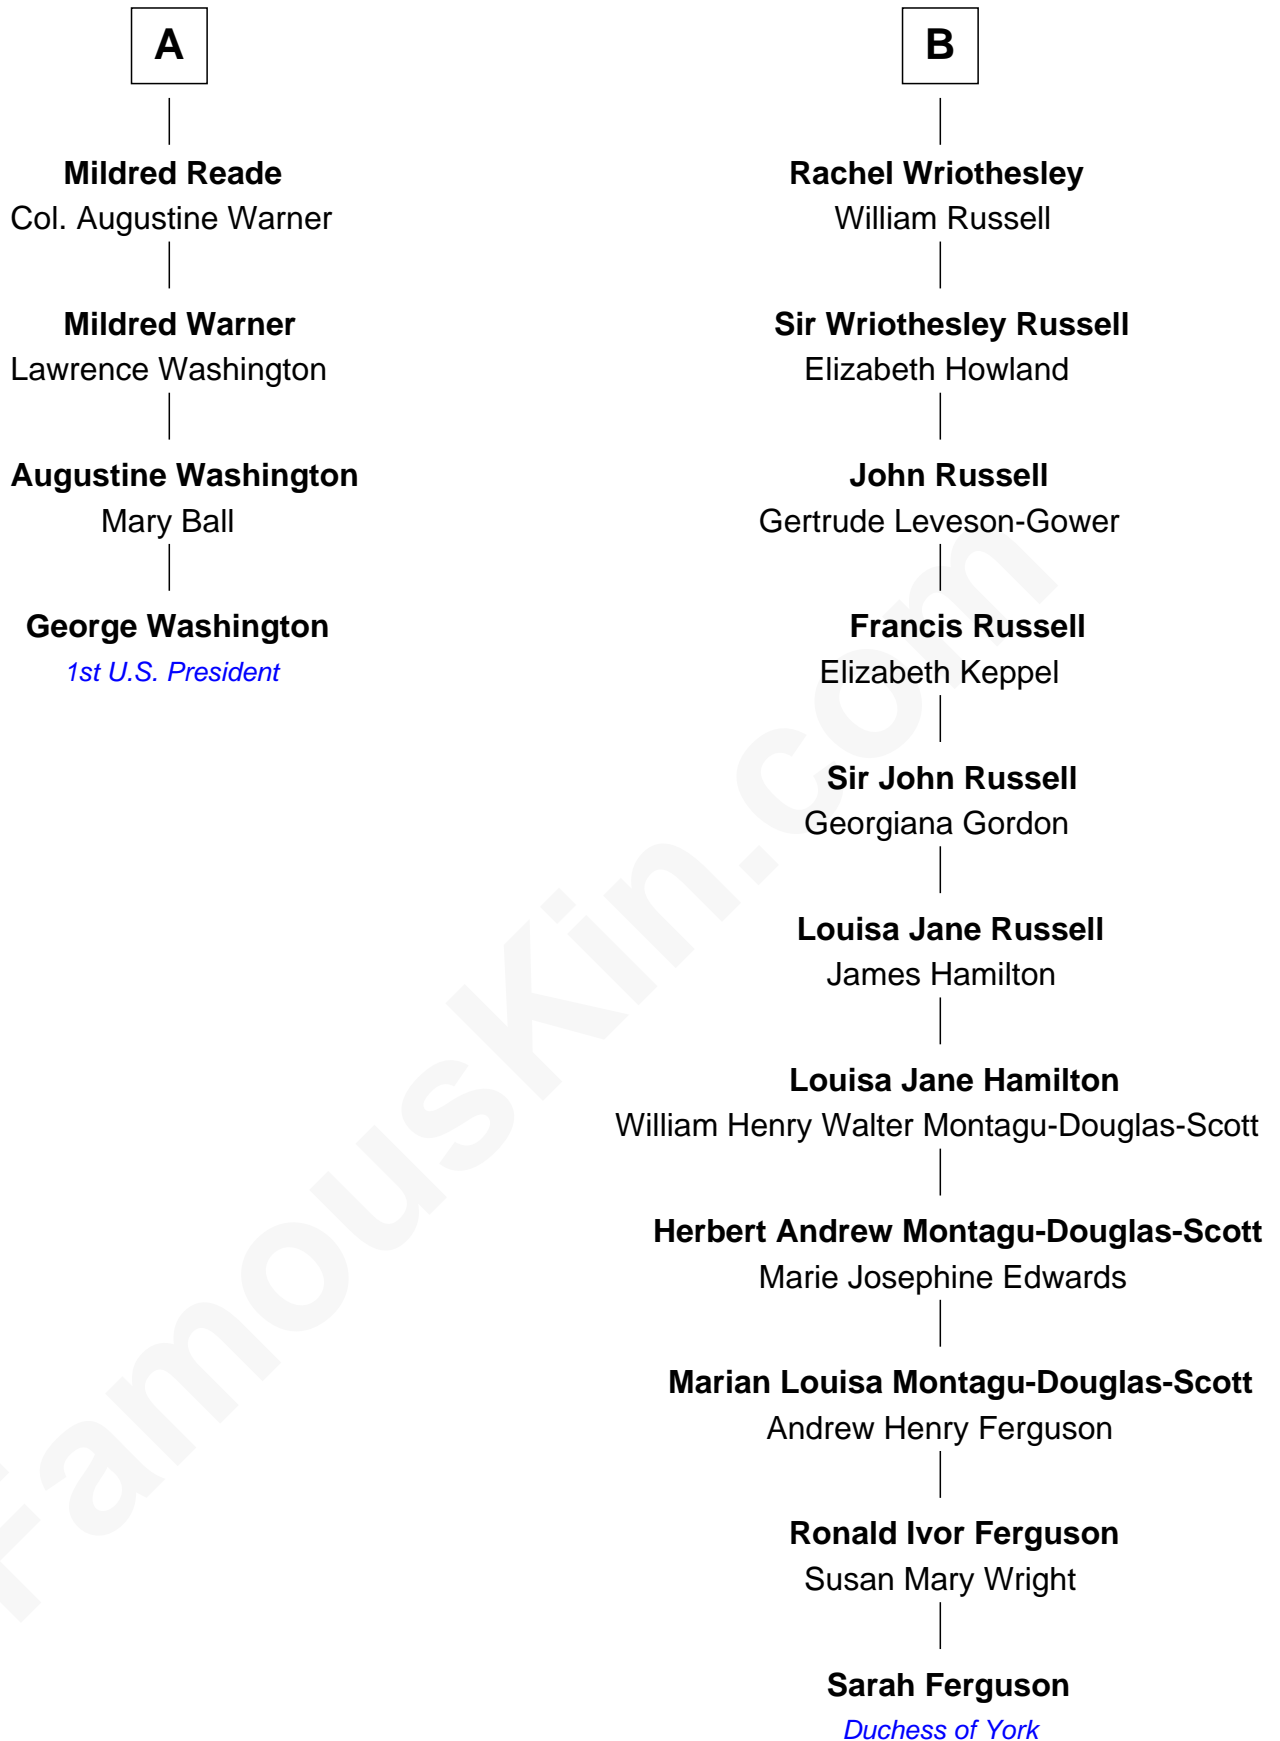 A
Mildred Reade
Col. Augustine Warner
Mildred Warner
Lawrence Washington
Augustine Washington
Mary Ball
George Washington
1st U.S. President
B
Rachel Wriothesley
William Russell
Sir Wriothesley Russell
Elizabeth Howland
John Russell
Gertrude Leveson-Gower
Francis Russell
Elizabeth Keppel
Sir John Russell
Georgiana Gordon
Louisa Jane Russell
James Hamilton
Louisa Jane Hamilton
William Henry Walter Montagu-Douglas-Scott
Herbert Andrew Montagu-Douglas-Scott
Marie Josephine Edwards
Marian Louisa Montagu-Douglas-Scott
Andrew Henry Ferguson
Ronald Ivor Ferguson
Susan Mary Wright
Sarah Ferguson
Duchess of York
FamousKin.com